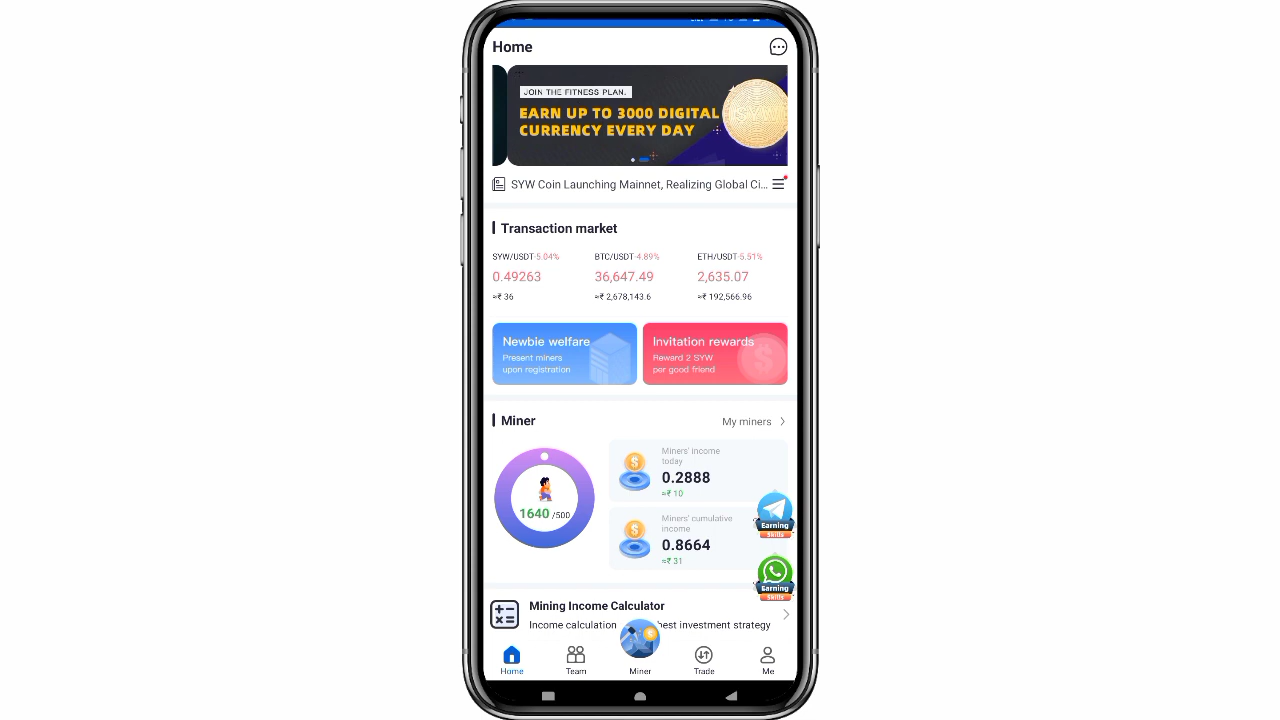 Home
JOIN THE FITNESS PLAN.
EARN UP TO 3000 DIGITAL
CURRENCY EVERY DAY
SYW Coin Launching Mainnet, Realizing Global Ci...
Transaction market
SYW/USDT-5.04% BTC/USDT-4.89% ETH/USDT-5.51%
0.49263 36,647.49 2,635.07
≈₹ 36 ≈₹ 2,678,143.6 ≈₹ 192,566.96
Newbie welfare
Present miners
upon registration
Invitation rewards
Reward 2 SYW
per good friend
Miner My miners
1640 /500
Miners' income
today
0.2888
≈₹ 10
Miners' cumulative
income
0.8664
≈₹ 31
Earning
Skills
Earning
Skills
Mining Income Calculator
Income calculation best investment strategy
Home Team Miner Trade Me